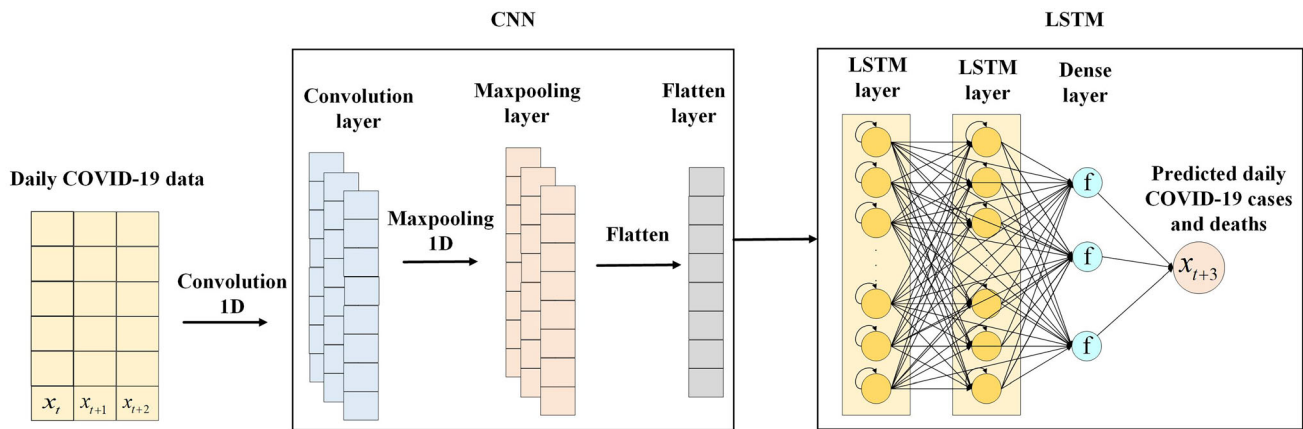 CNN
LSTM
Daily COVID-19 data
x_t
x_{t+1}
x_{t+2}
Convolution
1D
Convolution
layer
Maxpooling
1D
Maxpooling
layer
Flatten
Flatten
layer
LSTM
layer
LSTM
layer
Dense
layer
f
f
f
Predicted daily
COVID-19 cases
and deaths
x_{t+3}